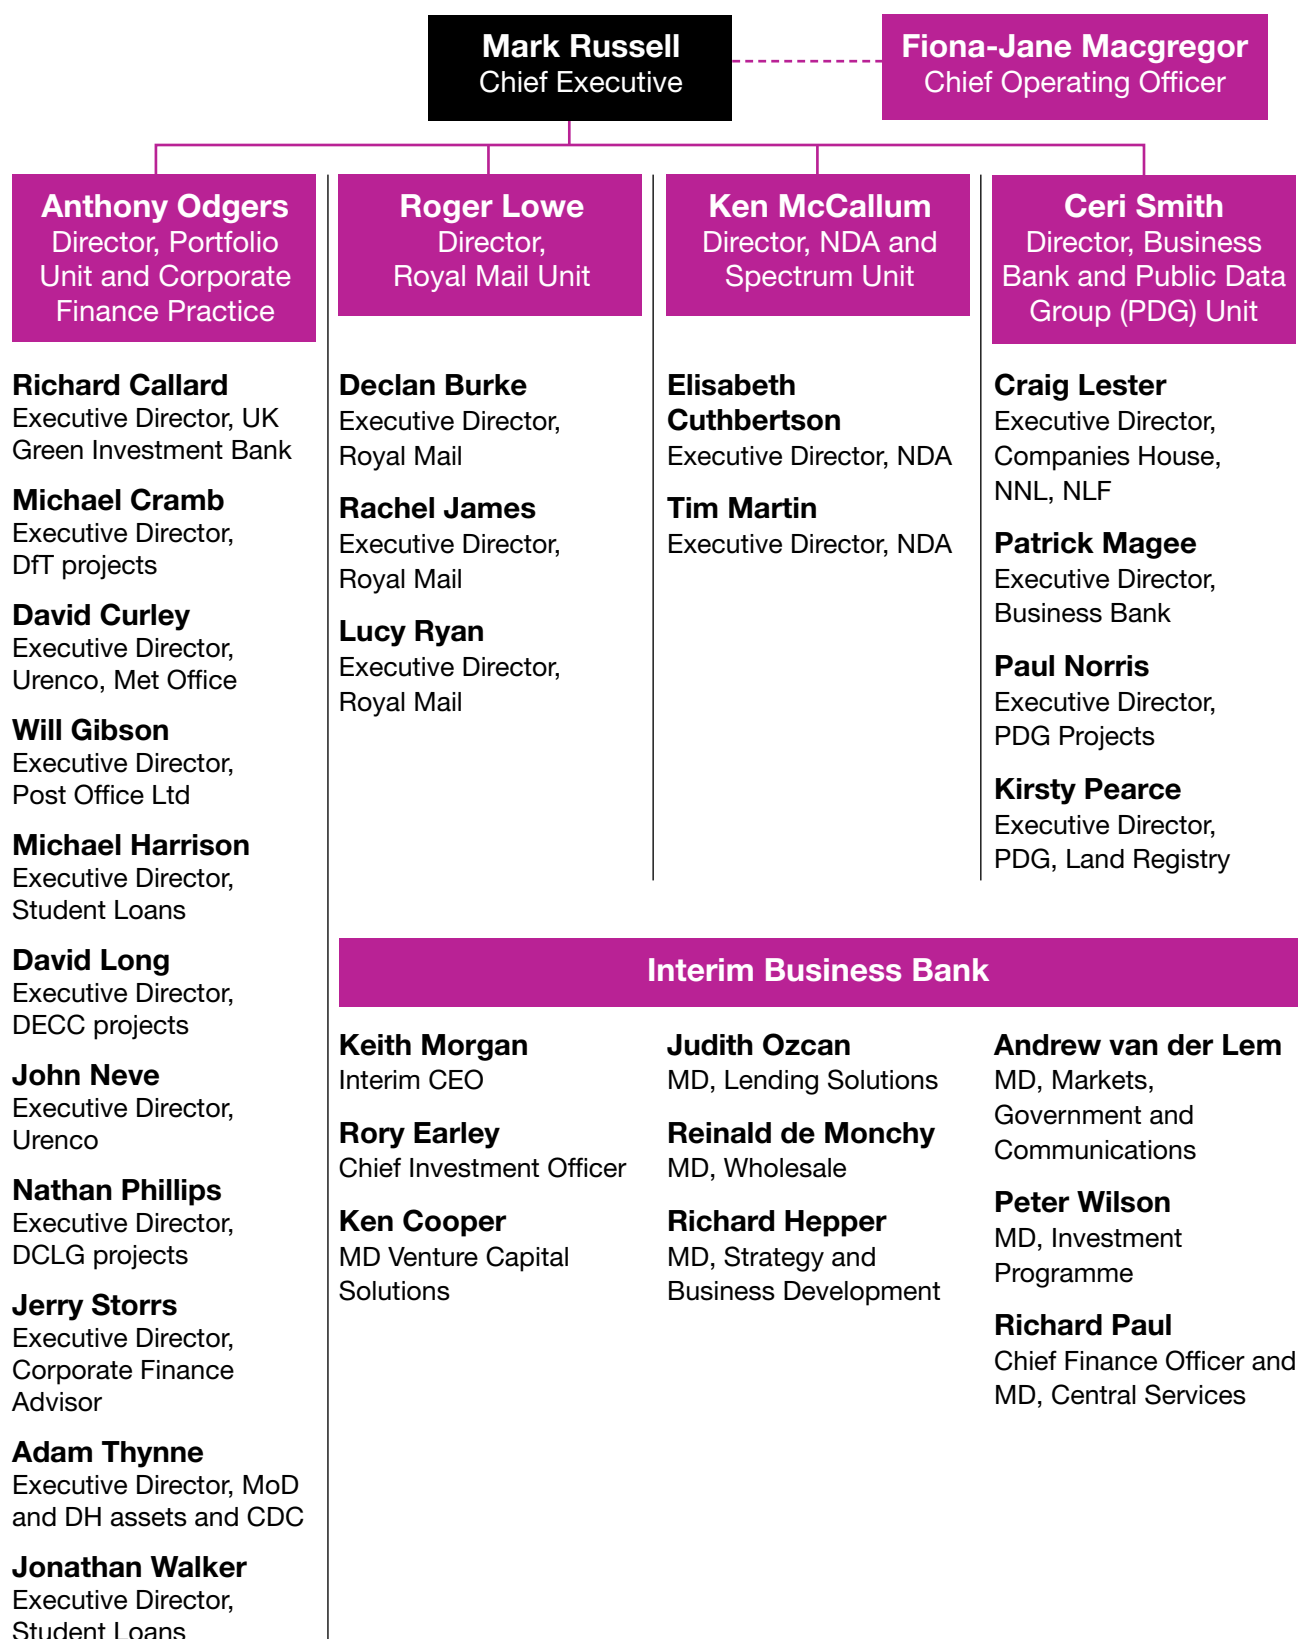 Mark Russell
Chief Executive
Fiona-Jane Macgregor
Chief Operating Officer
Anthony Odgers
Director, Portfolio
Unit and Corporate
Finance Practice
Roger Lowe
Director,
Royal Mail Unit
Ken McCallum
Director, NDA and
Spectrum Unit
Ceri Smith
Director, Business
Bank and Public Data
Group (PDG) Unit
Richard Callard
Executive Director, UK
Green Investment Bank
Michael Cramb
Executive Director,
DfT projects
David Curley
Executive Director,
Urenco, Met Office
Will Gibson
Executive Director,
Post Office Ltd
Michael Harrison
Executive Director,
Student Loans
David Long
Executive Director,
DECC projects
John Neve
Executive Director,
Urenco
Nathan Phillips
Executive Director,
DCLG projects
Jerry Storrs
Executive Director,
Corporate Finance
Advisor
Adam Thynne
Executive Director, MoD
and DH assets and CDC
Jonathan Walker
Executive Director,
Student Loans
Declan Burke
Executive Director,
Royal Mail
Rachel James
Executive Director,
Royal Mail
Lucy Ryan
Executive Director,
Royal Mail
Elisabeth
Cuthbertson
Executive Director, NDA
Tim Martin
Executive Director, NDA
Craig Lester
Executive Director,
Companies House,
NNL, NLF
Patrick Magee
Executive Director,
Business Bank
Paul Norris
Executive Director,
PDG Projects
Kirsty Pearce
Executive Director,
PDG, Land Registry
Interim Business Bank
Keith Morgan
Interim CEO
Rory Earley
Chief Investment Officer
Ken Cooper
MD Venture Capital
Solutions
Judith Ozcan
MD, Lending Solutions
Reinald de Monchy
MD, Wholesale
Richard Hepper
MD, Strategy and
Business Development
Andrew van der Lem
MD, Markets,
Government and
Communications
Peter Wilson
MD, Investment
Programme
Richard Paul
Chief Finance Officer and
MD, Central Services